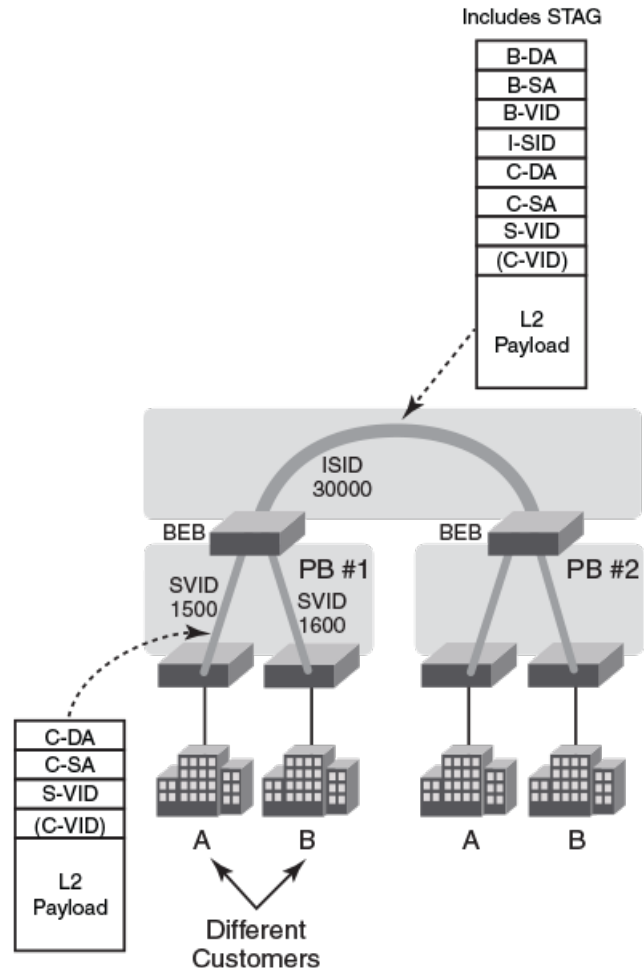 Includes STAG
B-DA
B-SA
B-VID
I-SID
C-DA
C-SA
S-VID
(C-VID)
L2
Payload
ISID
30000
BEB
BEB
PB #1
PB #2
SVID
1500
SVID
1600
C-DA
C-SA
S-VID
(C-VID)
L2
Payload
A
B
A
B
Different
Customers